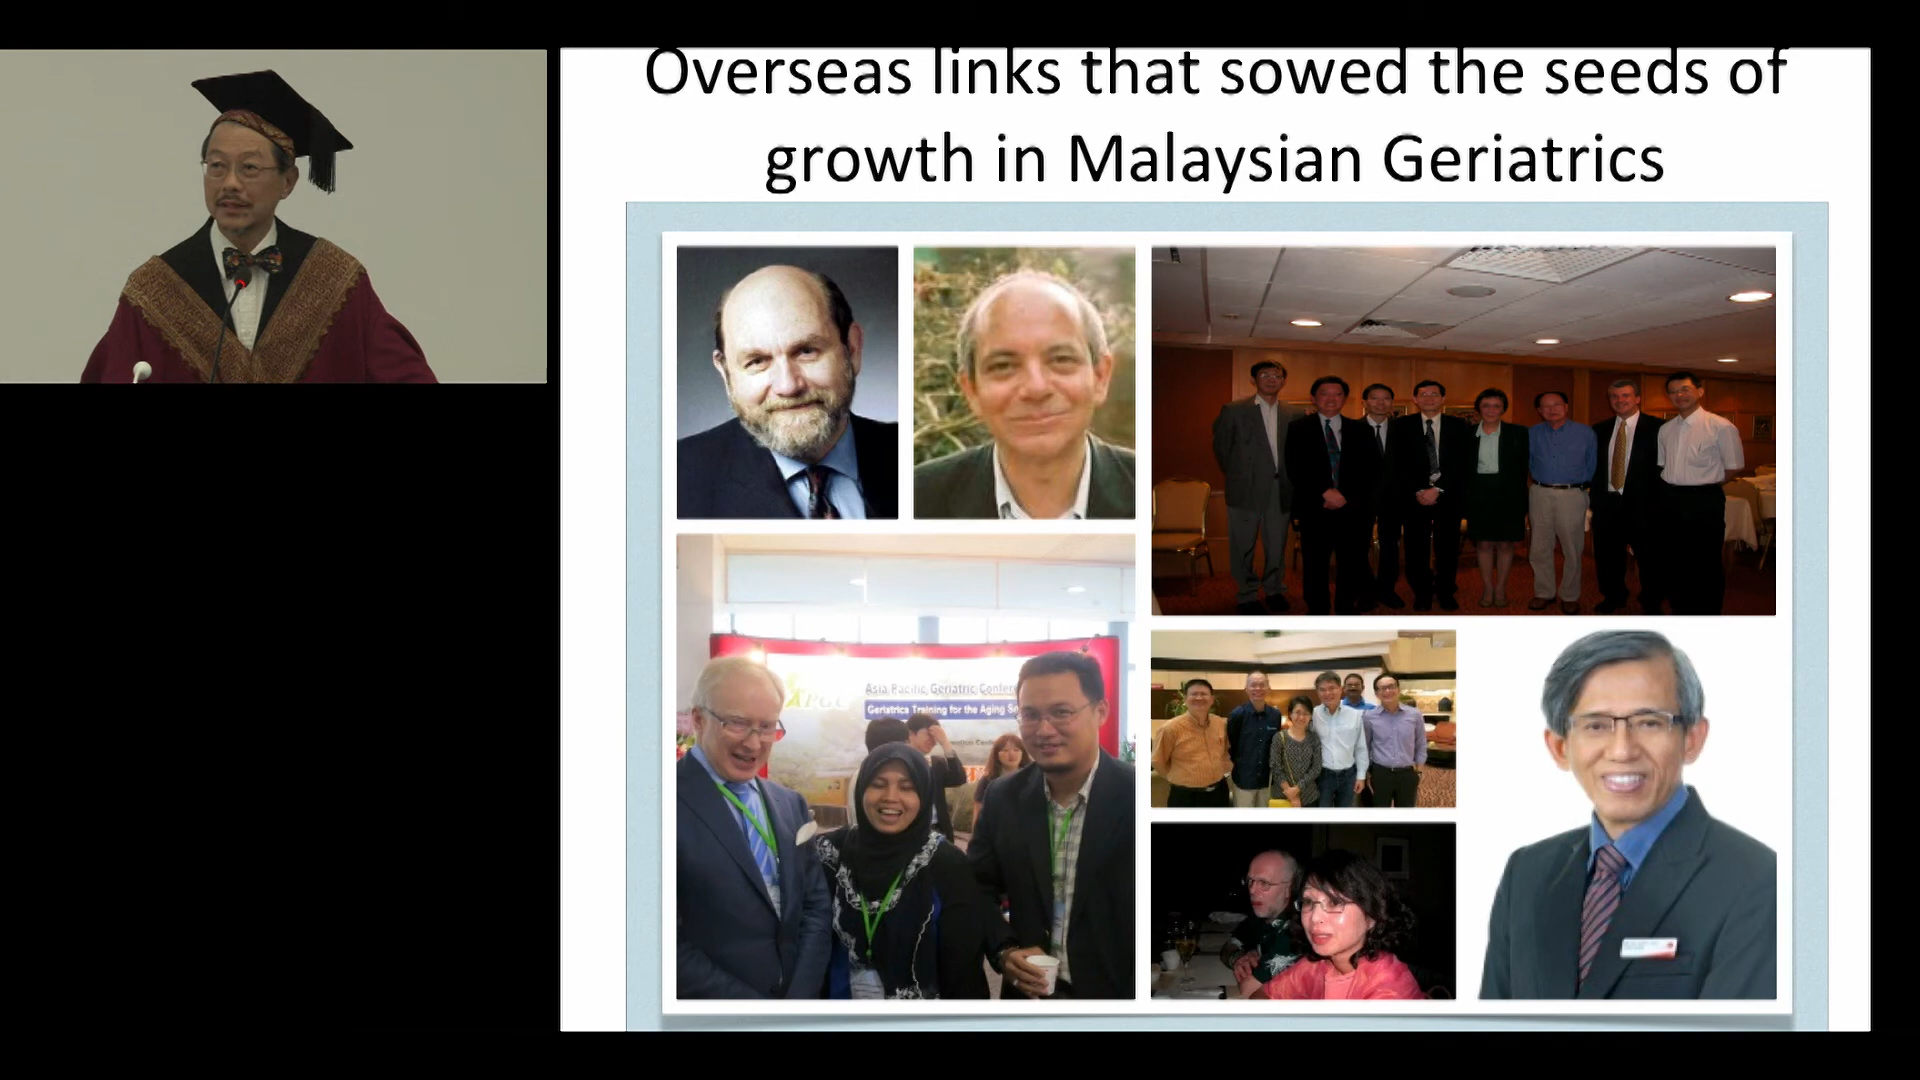 Overseas links that sowed the seeds of
growth in Malaysian Geriatrics
APGC
Asia Pacific Geriatric Confere
Geriatrics Training for the Aging So